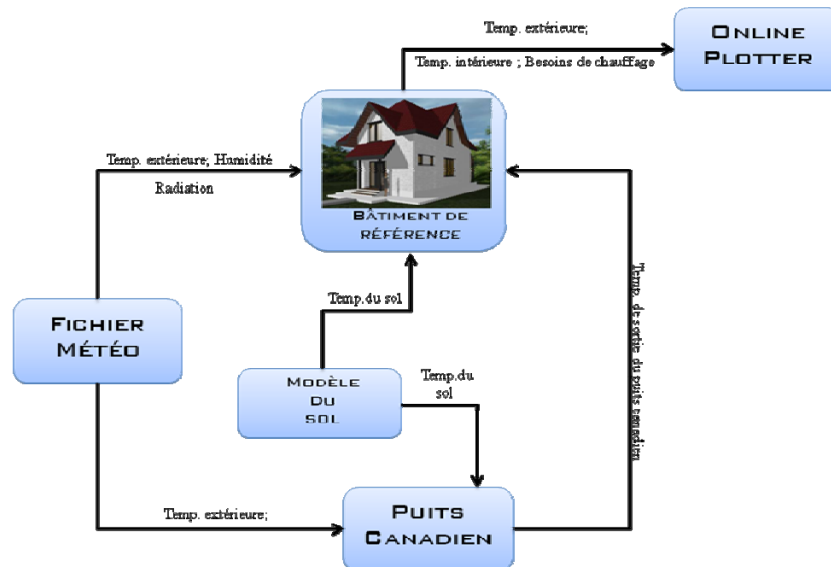 Temp. extérieure;
Temp. intérieure ; Besoins de chauffage
ONLINE
PLOTTER
Temp. extérieure; Humidité
Radiation
BÂTIMENT DE
RÉFÉRENCE
Temp.du sol
FICHIER
MÉTÉO
MODÈLE
DU
SOL
Temp.du
sol
Temp. de sortie du puits canadien
Temp. extérieure;
PUITS
CANADIEN